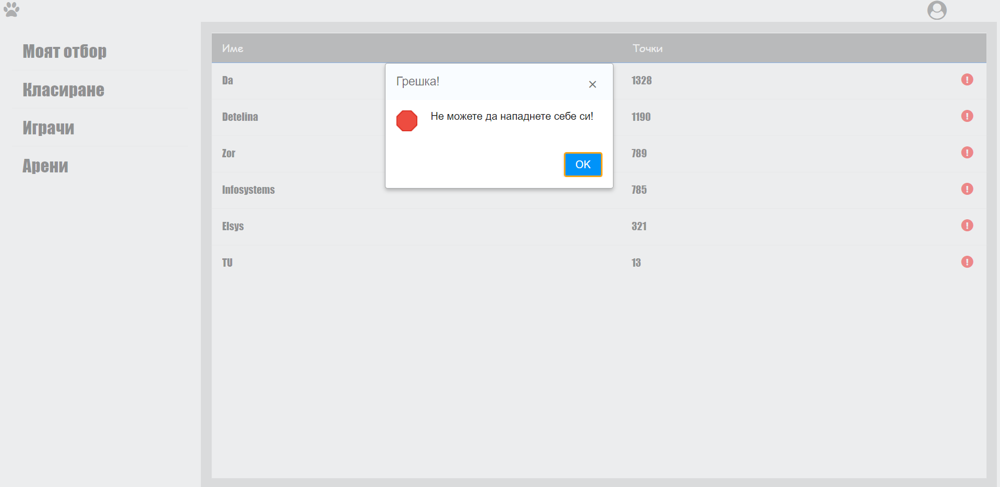 Моят отбор
Класиране
Играчи
Арени
Име Точки
Da 1328
Detelina 1190
Zor 789
Infosystems 785
Elsys 321
TU 13
Грешка!
Не можете да нападнете себе си!
OK